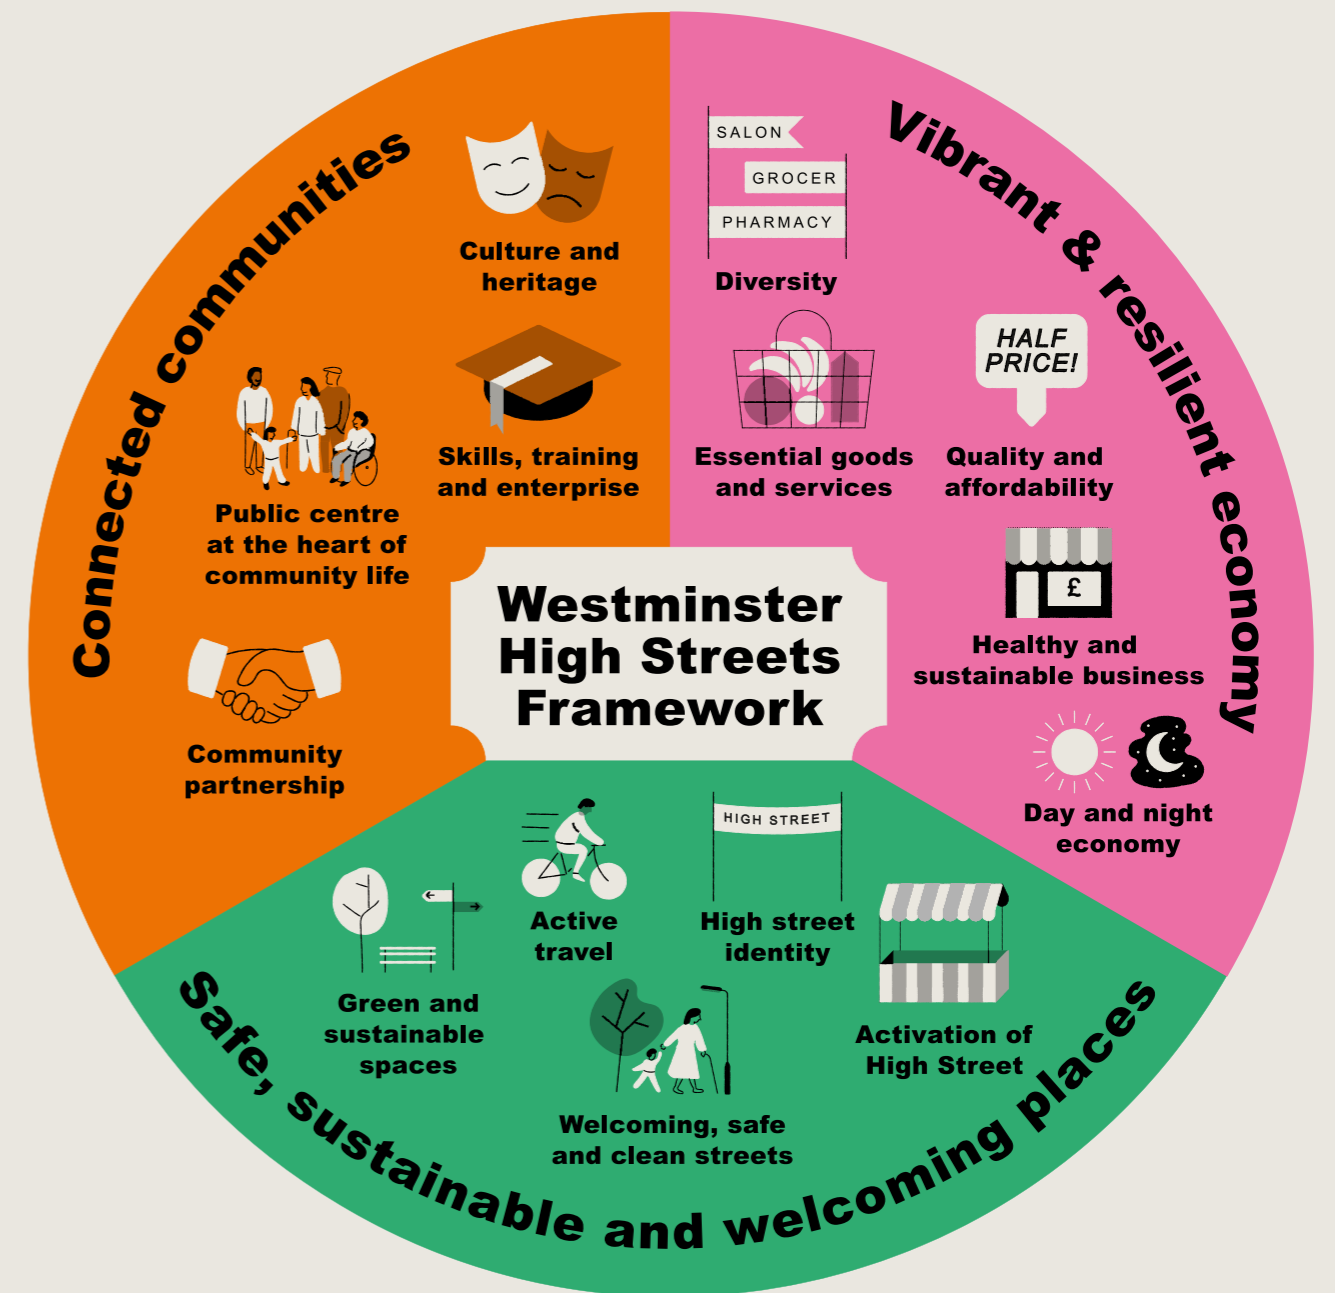 Westminster
High Streets
Framework
Connected communities
Culture and
heritage
Skills, training
and enterprise
Public centre
at the heart of
community life
Community
partnership
Vibrant & resilient economy
SALON
GROCER
PHARMACY
Diversity
Essential goods
and services
HALF
PRICE!
Quality and
affordability
£
Healthy and
sustainable business
Day and night
economy
Safe, sustainable and welcoming places
Active
travel
HIGH STREET
High street
identity
Green and
sustainable
spaces
Activation of
High Street
Welcoming, safe
and clean streets